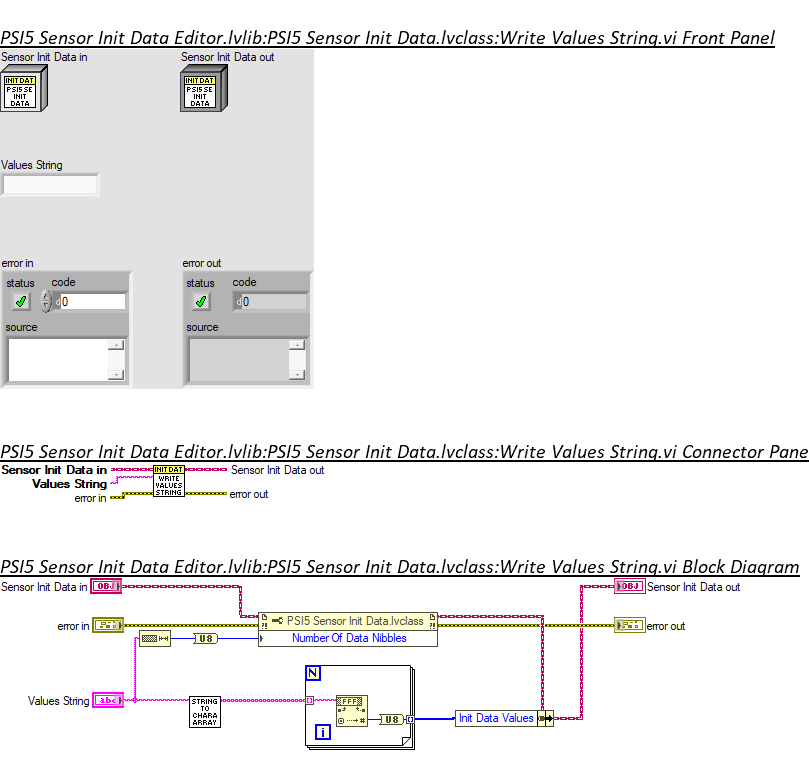 PSI5 Sensor Init Data Editor.lvlib:PSI5 Sensor Init Data.lvclass:Write Values String.vi Front Panel
Sensor Init Data in
Sensor Init Data out
INIT DAT
PSI5 SE
INIT
DATA
INIT DAT
PSI5 SE
INIT
DATA
Values String
error in
error out
status
code
status
code
d
0
d
0
source
source
PSI5 Sensor Init Data Editor.lvlib:PSI5 Sensor Init Data.lvclass:Write Values String.vi Connector Pane
Sensor Init Data in
Values String
error in
INIT DAT
WRITE
VALUES
STRING
Sensor Init Data out
error out
PSI5 Sensor Init Data Editor.lvlib:PSI5 Sensor Init Data.lvclass:Write Values String.vi Block Diagram
Sensor Init Data in
OBJ
OBJ
Sensor Init Data out
error in
PSI5 Sensor Init Data.lvclass
?!
?!
error out
U8
Number Of Data Nibbles
Values String
abc
STRING
TO
CHARA
ARRAY
N
FFF
#
U8
i
Init Data Values